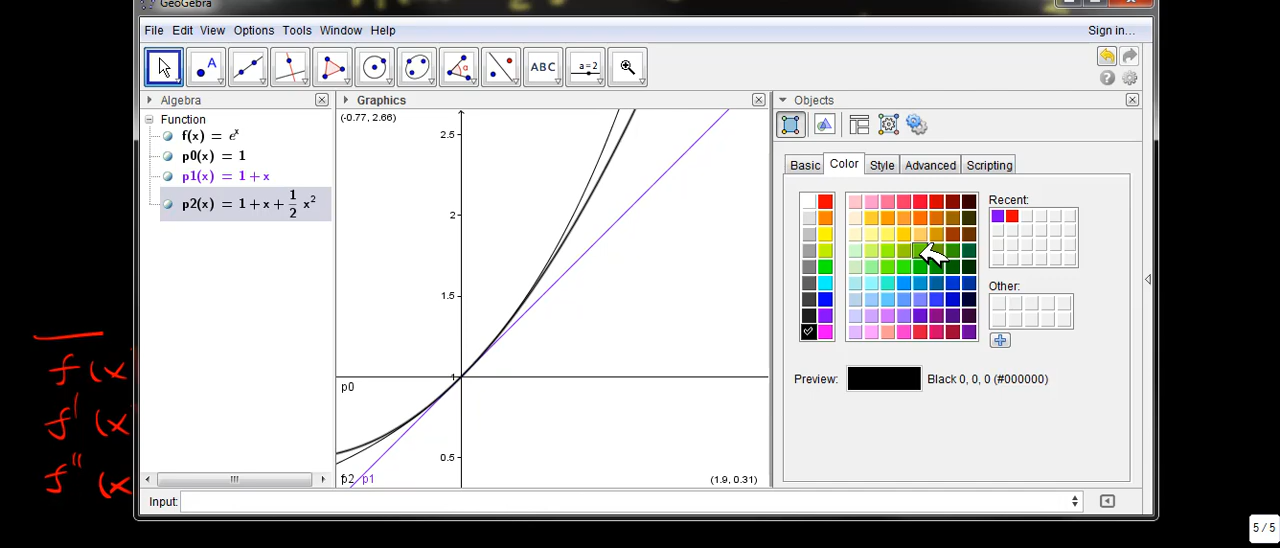 GeoGebra
File Edit View Options Tools Window Help Sign in...
A ABC a=2 α
Algebra Graphics Objects
Function
f(x) = eˣ
p0(x) = 1
p1(x) = 1 + x
p2(x) = 1 + x + 1/2 x²
(-0.77, 2.66)
2.5
2
1.5
1
0.5
p0
p1
(1.9, 0.31)
Basic Color Style Advanced Scripting
Recent:
Other:
Preview: Black 0, 0, 0 (#000000)
Input:
f(x
f'(x
f''(x
5/5